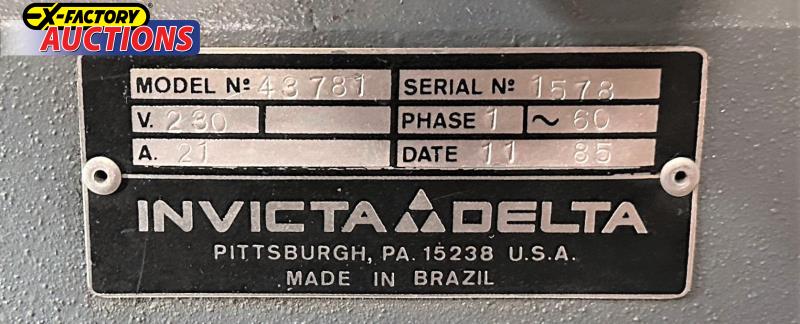 EX-FACTORY
AUCTIONS
MODEL Nº 43781 SERIAL Nº 1578
V. 230 PHASE 1 ~ 60
A. 21 DATE 11 85
INVICTA DELTA
PITTSBURGH, PA. 15238 U.S.A.
MADE IN BRAZIL